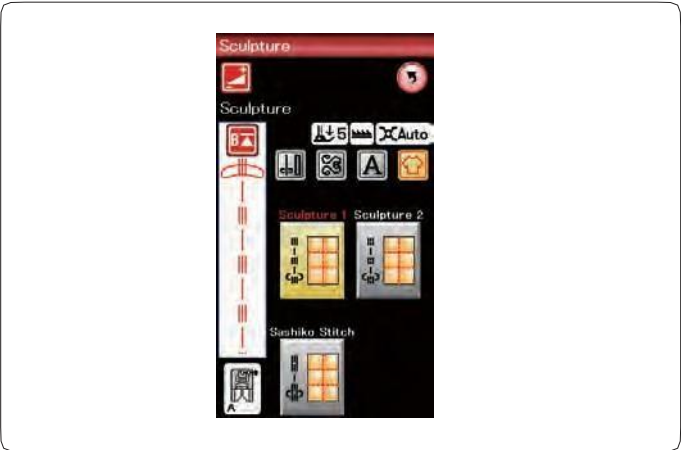 Sculpture
Sculpture
B
5 Auto
A
Sculpture 1 Sculpture 2
Sashiko Stitch
A